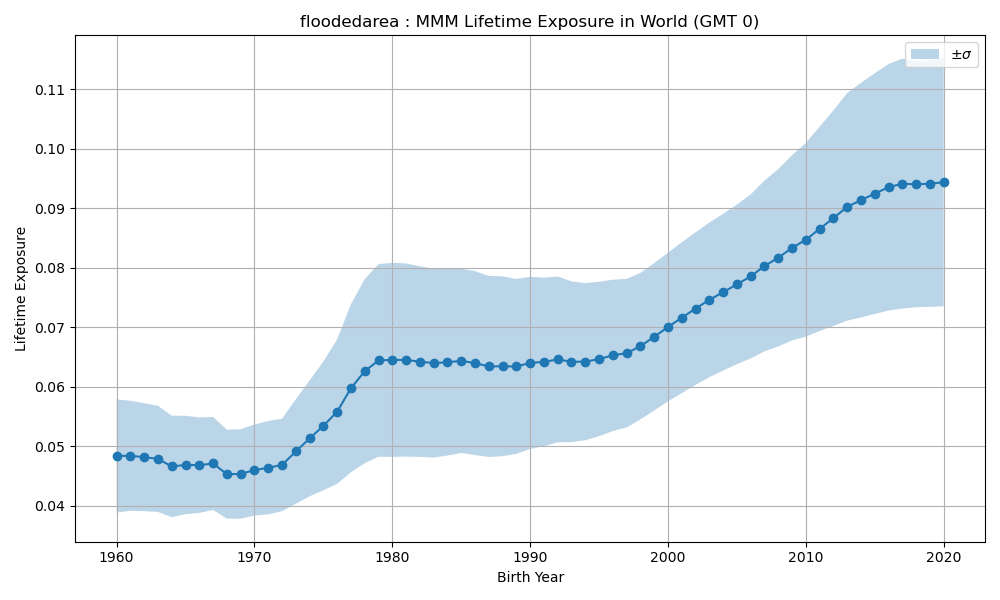 floodedarea : MMM Lifetime Exposure in World (GMT 0)
±σ
Lifetime Exposure
0.11
0.10
0.09
0.08
0.07
0.06
0.05
0.04
1960 1970 1980 1990 2000 2010 2020
Birth Year